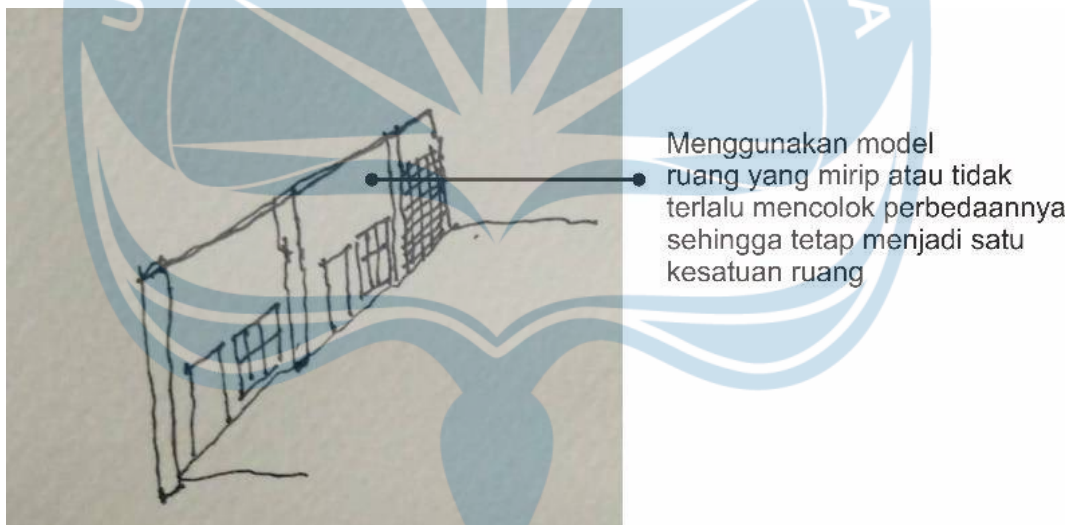 U
A
Menggunakan model
ruang yang mirip atau tidak
terlalu mencolok perbedaannya
sehingga tetap menjadi satu
kesatuan ruang